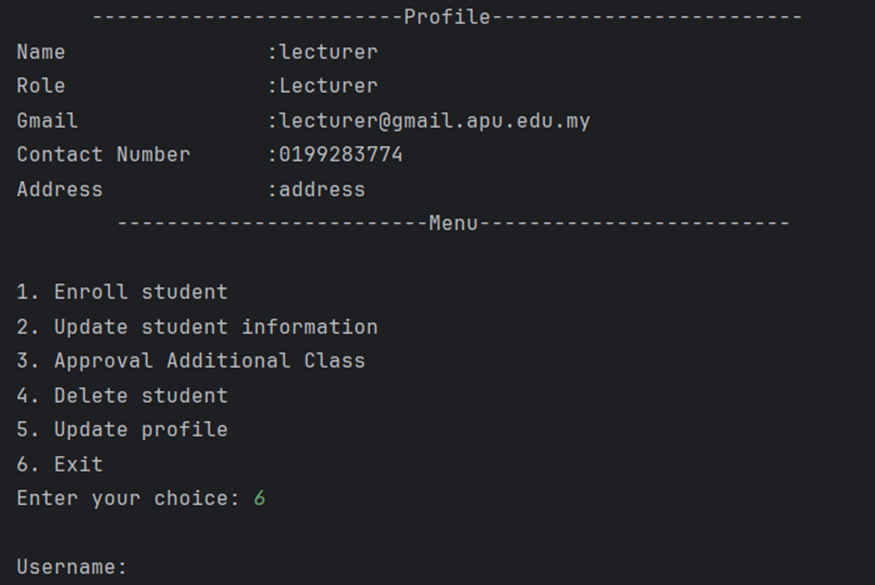 -------------------------Profile-------------------------
Name                :lecturer
Role                :Lecturer
Gmail               :lecturer@gmail.apu.edu.my
Contact Number      :0199283774
Address             :address
-------------------------Menu-------------------------
1. Enroll student
2. Update student information
3. Approval Additional Class
4. Delete student
5. Update profile
6. Exit
Enter your choice: 6
Username: